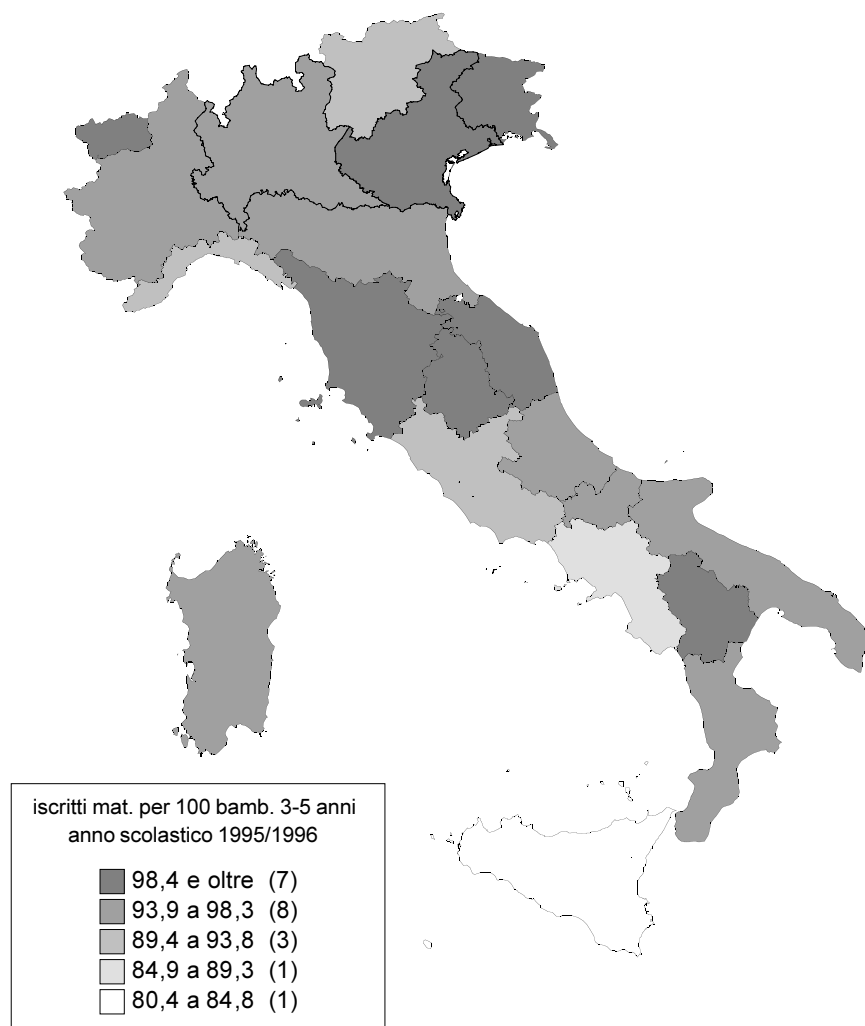 iscritti mat. per 100 bamb. 3-5 anni
anno scolastico 1995/1996
98,4 e oltre (7)
93,9 a 98,3 (8)
89,4 a 93,8 (3)
84,9 a 89,3 (1)
80,4 a 84,8 (1)